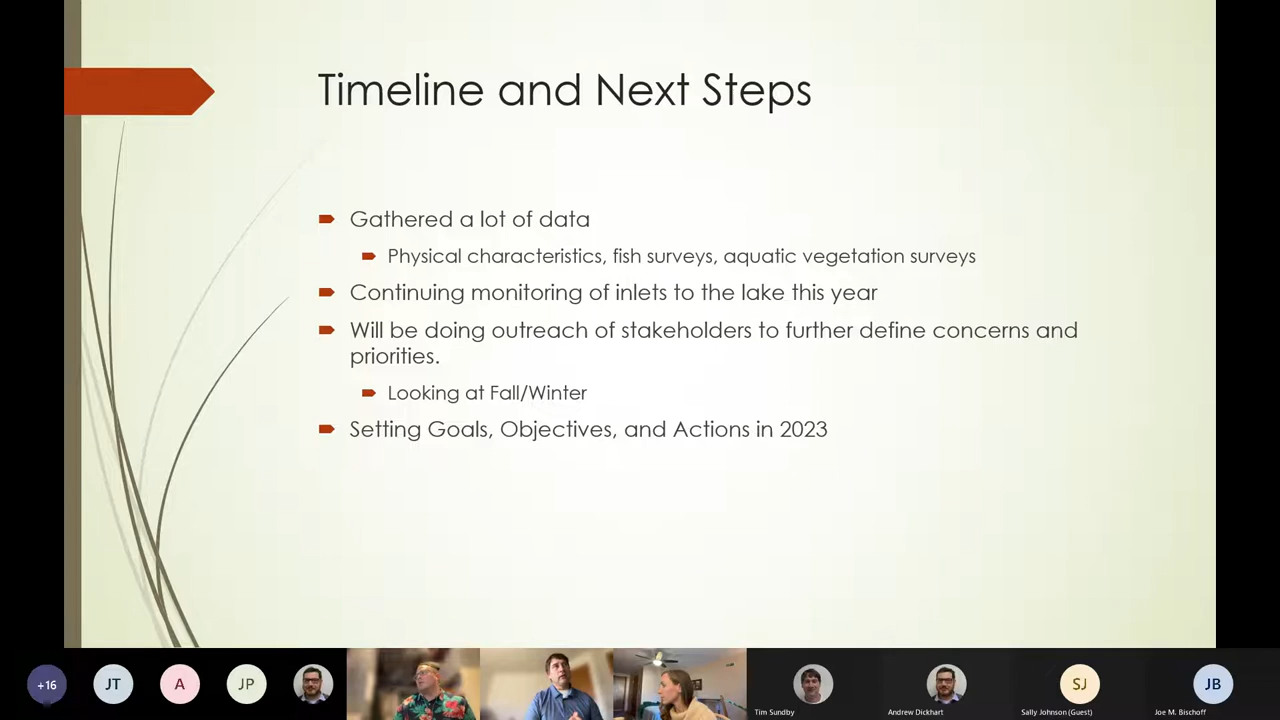 Timeline and Next Steps
Gathered a lot of data
Physical characteristics, fish surveys, aquatic vegetation surveys
Continuing monitoring of inlets to the lake this year
Will be doing outreach of stakeholders to further define concerns and
priorities.
Looking at Fall/Winter
Setting Goals, Objectives, and Actions in 2023
+16
JT
A
JP
SJ
JB
Tim Sundby
Andrew Dickhart
Sally Johnson (Guest)
Joe M. Bischoff